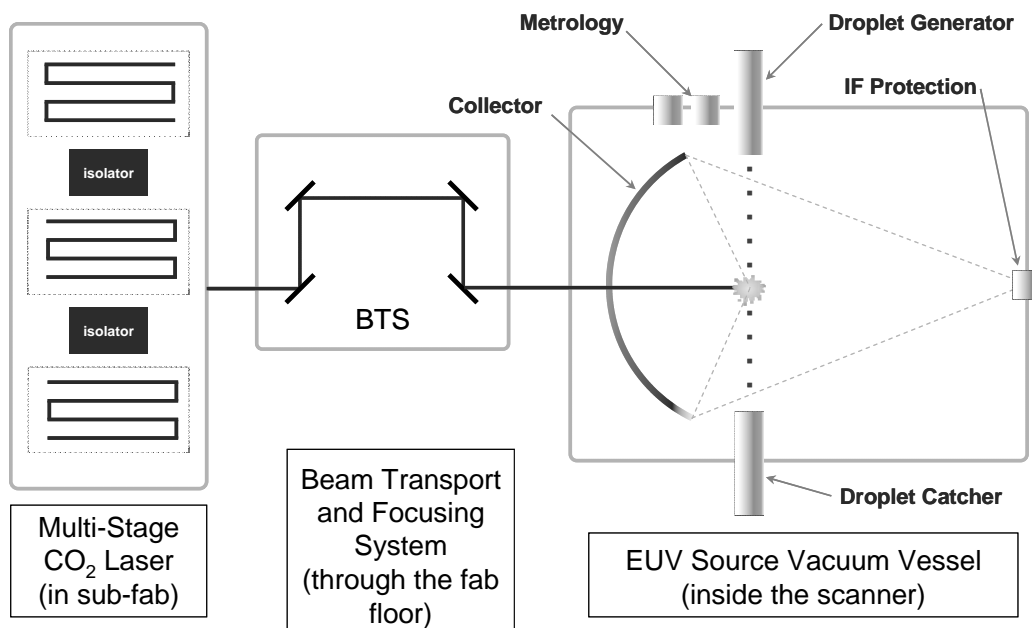 Metrology
Droplet Generator
IF Protection
Collector
isolator
isolator
BTS
Droplet Catcher
Multi-Stage
CO₂ Laser
(in sub-fab)
Beam Transport
and Focusing
System
(through the fab
floor)
EUV Source Vacuum Vessel
(inside the scanner)